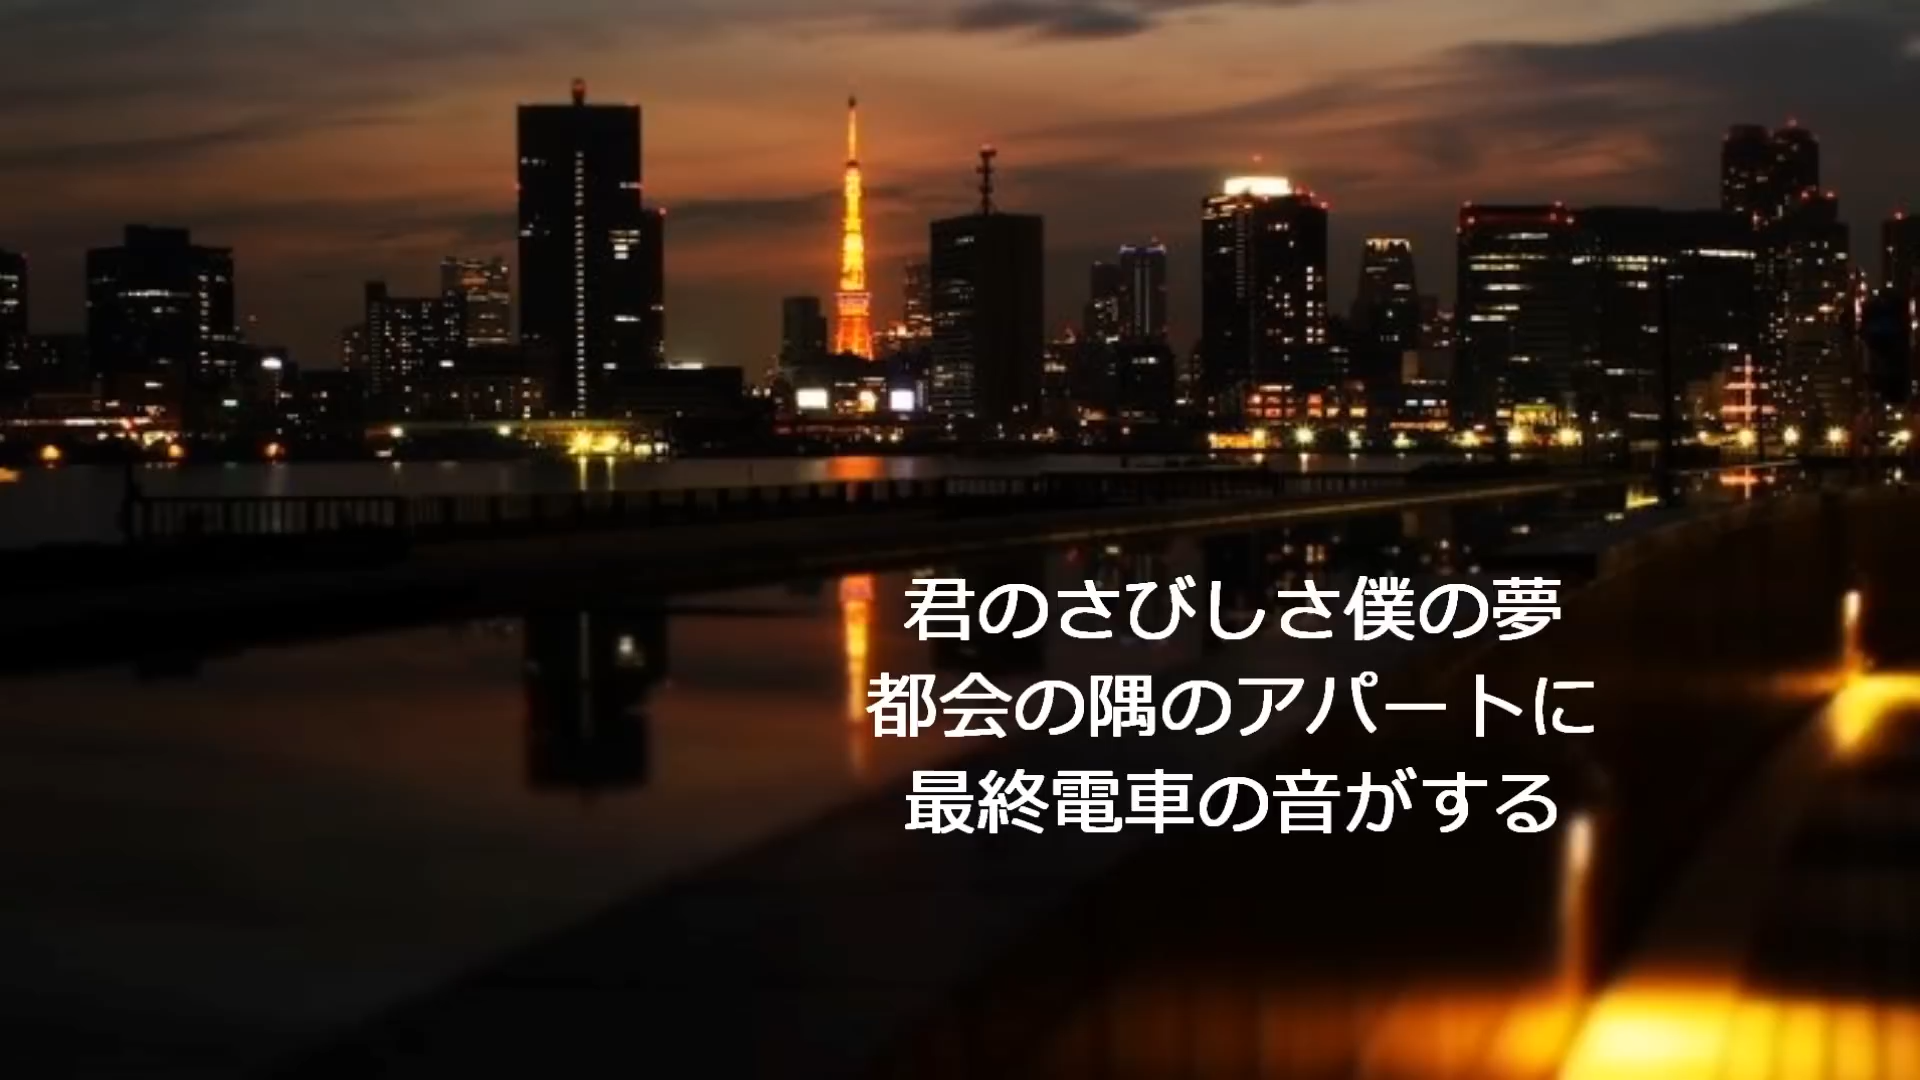 君のさびしさ僕の夢
都会の隅のアパートに
最終電車の音がする